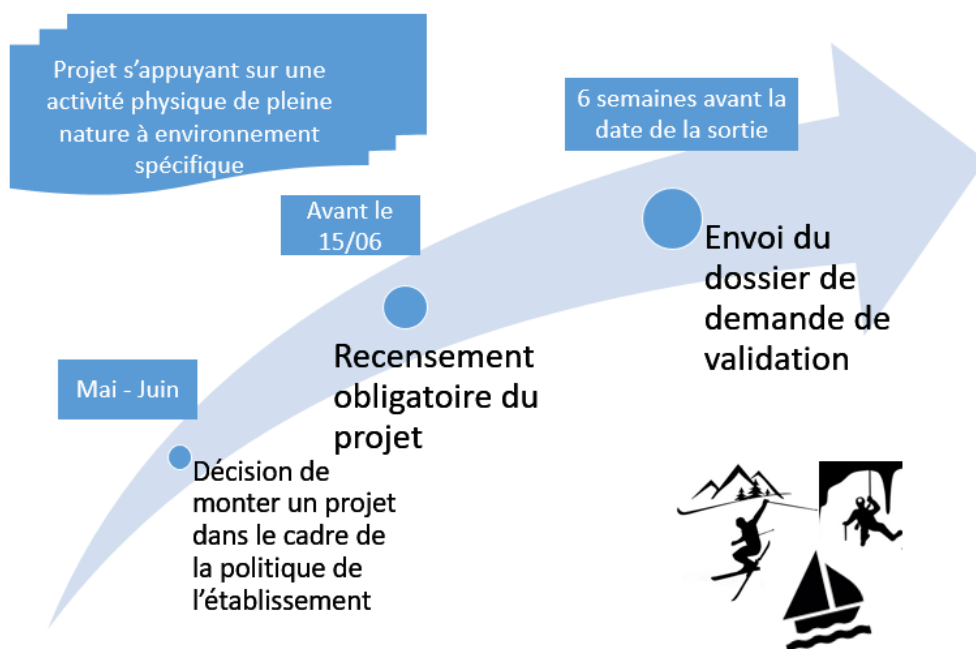 Projet s'appuyant sur une
activité physique de pleine
nature à environnement
spécifique
6 semaines avant la
date de la sortie
Avant le
15/06
Envoi du
dossier de
demande de
validation
Recensement
obligatoire du
projet
Mai - Juin
Décision de
monter un projet
dans le cadre de
la politique de
l'établissement